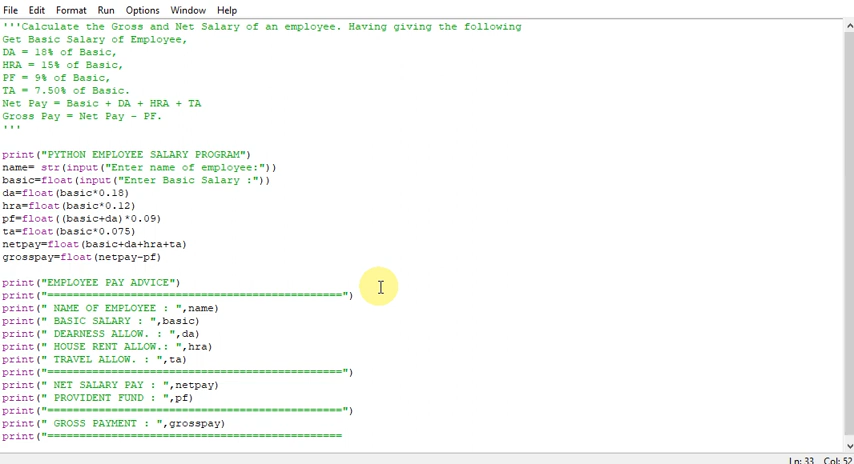 File Edit Format Run Options Window Help
'''Calculate the Gross and Net Salary of an employee. Having giving the following
Get Basic Salary of Employee,
DA = 18% of Basic,
HRA = 15% of Basic,
PF = 9% of Basic,
TA = 7.50% of Basic.
Net Pay = Basic + DA + HRA + TA
Gross Pay = Net Pay - PF.
'''
print("PYTHON EMPLOYEE SALARY PROGRAM")
name= str(input("Enter name of employee:"))
basic=float(input("Enter Basic Salary :"))
da=float(basic*0.18)
hra=float(basic*0.12)
pf=float((basic+da)*0.09)
ta=float(basic*0.075)
netpay=float(basic+da+hra+ta)
grosspay=float(netpay-pf)
print("EMPLOYEE PAY ADVICE")
print("============================================")
print(" NAME OF EMPLOYEE : ",name)
print(" BASIC SALARY : ",basic)
print(" DEARNESS ALLOW. : ",da)
print(" HOUSE RENT ALLOW.: ",hra)
print(" TRAVEL ALLOW. : ",ta)
print("============================================")
print(" NET SALARY PAY : ",netpay)
print(" PROVIDENT FUND : ",pf)
print("============================================")
print(" GROSS PAYMENT : ",grosspay)
print("============================================
Ln: 33 Col: 52